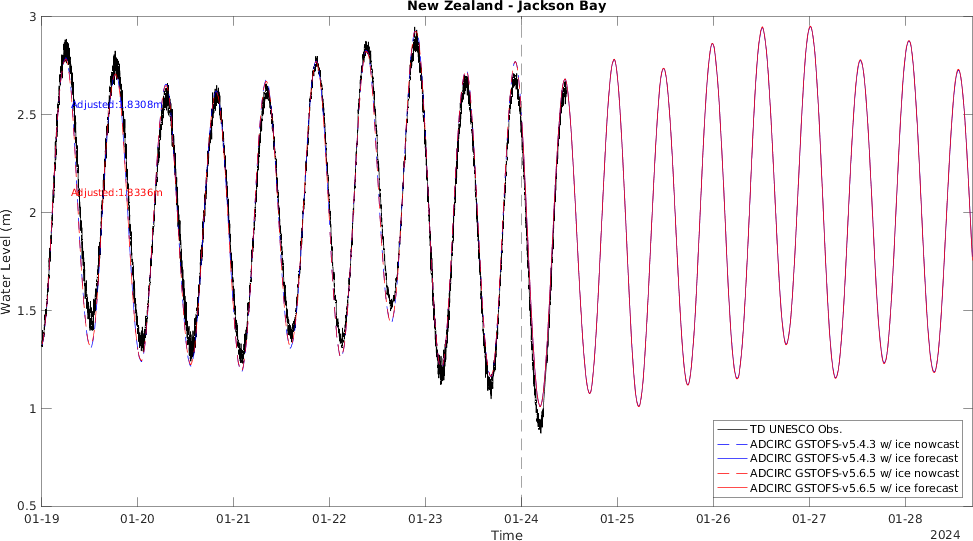 New Zealand - Jackson Bay
3
2.5
2
1.5
1
0.5
Water Level (m)
Adjusted:1.8308m
Adjusted:1.8336m
TD UNESCO Obs.
ADCIRC GSTOFS-v5.4.3 w/ ice nowcast
ADCIRC GSTOFS-v5.4.3 w/ ice forecast
ADCIRC GSTOFS-v5.6.5 w/ ice nowcast
ADCIRC GSTOFS-v5.6.5 w/ ice forecast
01-19 01-20 01-21 01-22 01-23 01-24 01-25 01-26 01-27 01-28
Time
2024